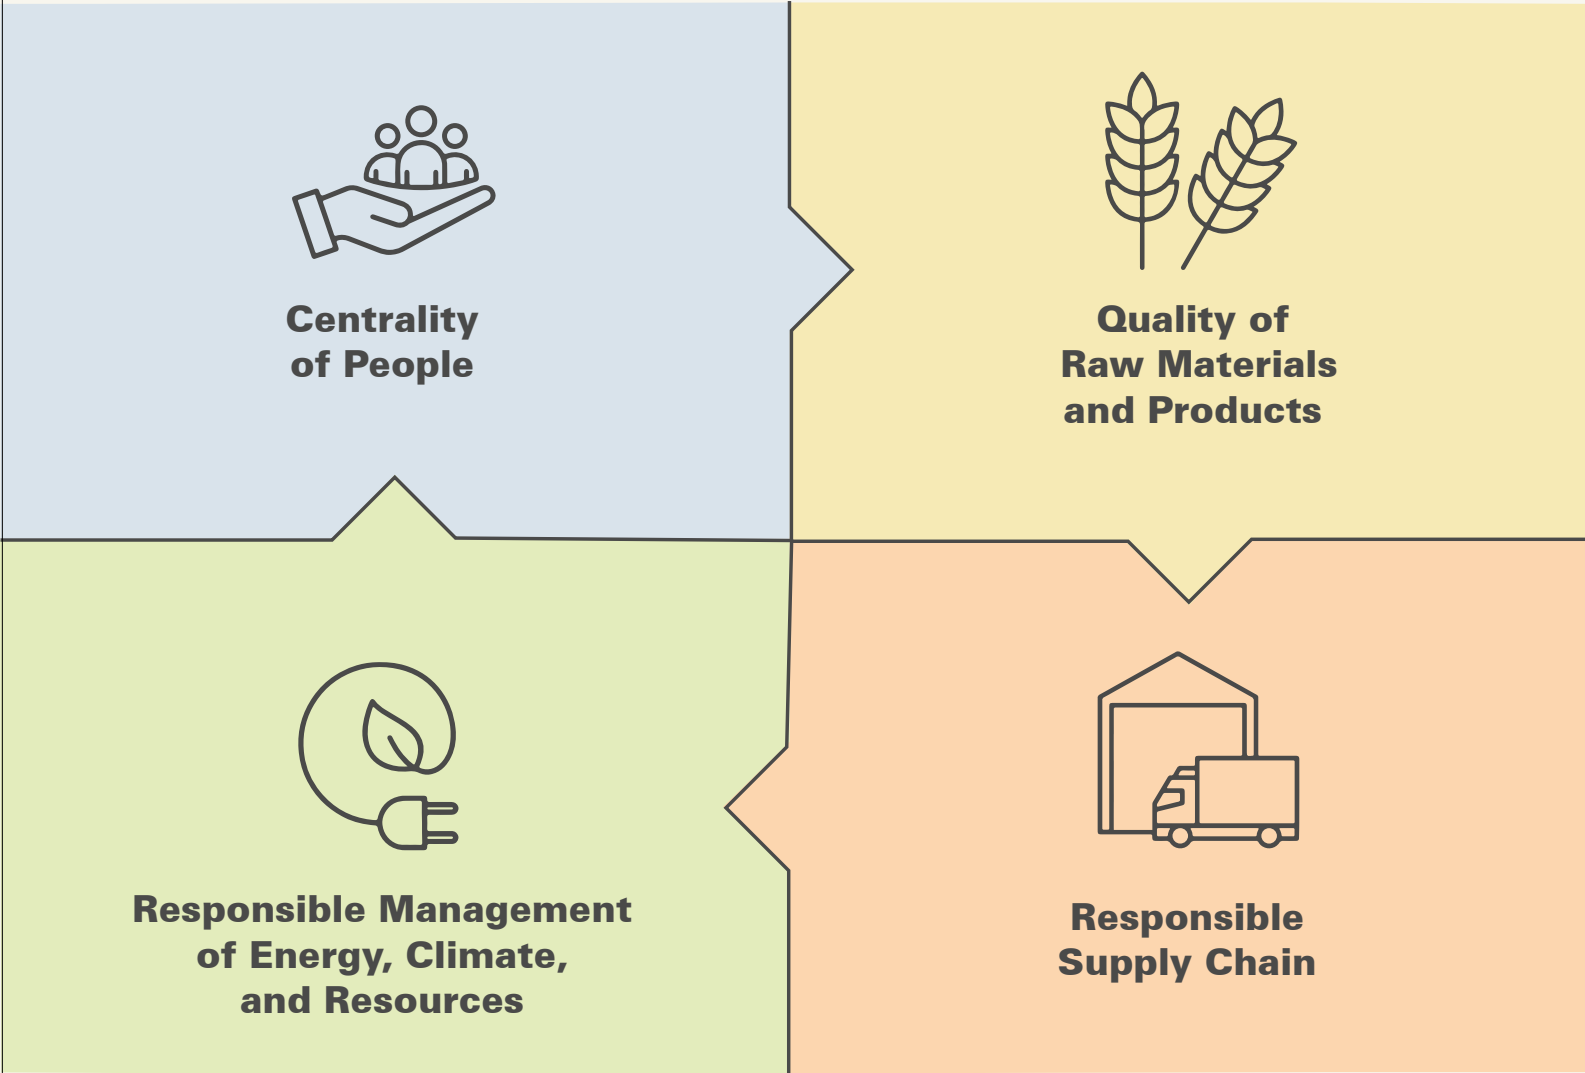 Centrality
of People
Quality of
Raw Materials
and Products
Responsible Management
of Energy, Climate,
and Resources
Responsible
Supply Chain